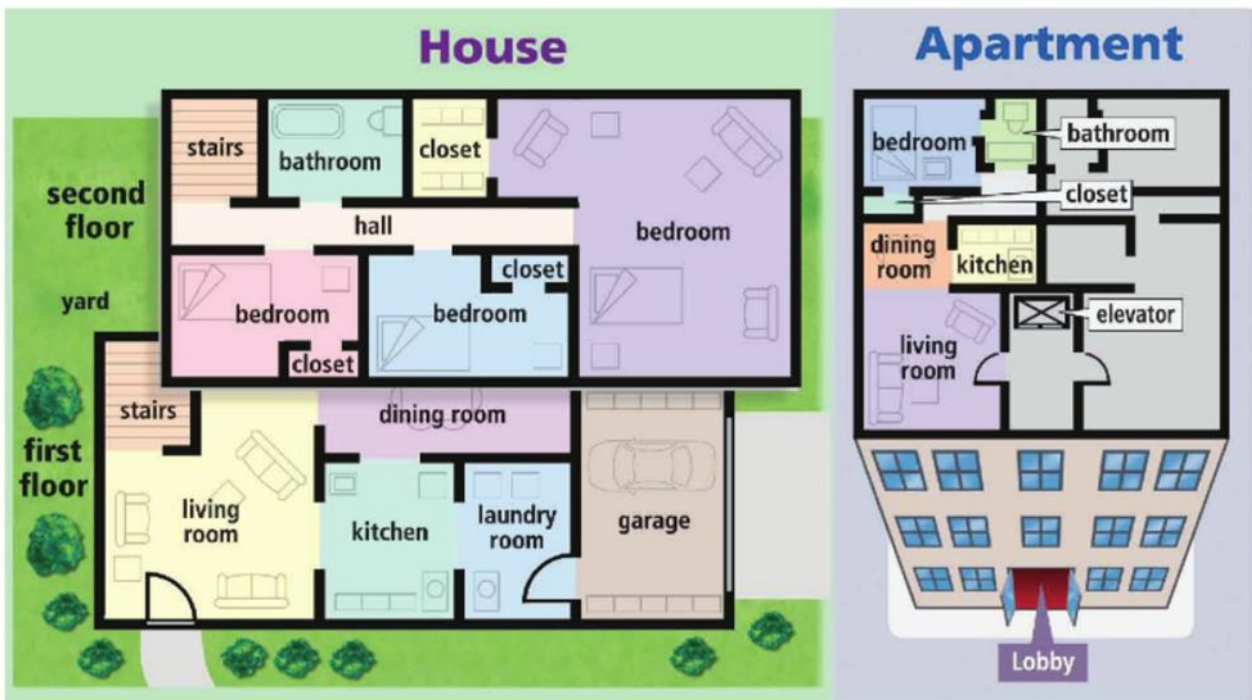 House
second
floor
yard
first
floor
stairs
bathroom
closet
hall
bedroom
bedroom
closet
bedroom
closet
stairs
dining room
living
room
kitchen
laundry
room
garage
Apartment
bedroom
bathroom
closet
dining
room
kitchen
elevator
living
room
Lobby